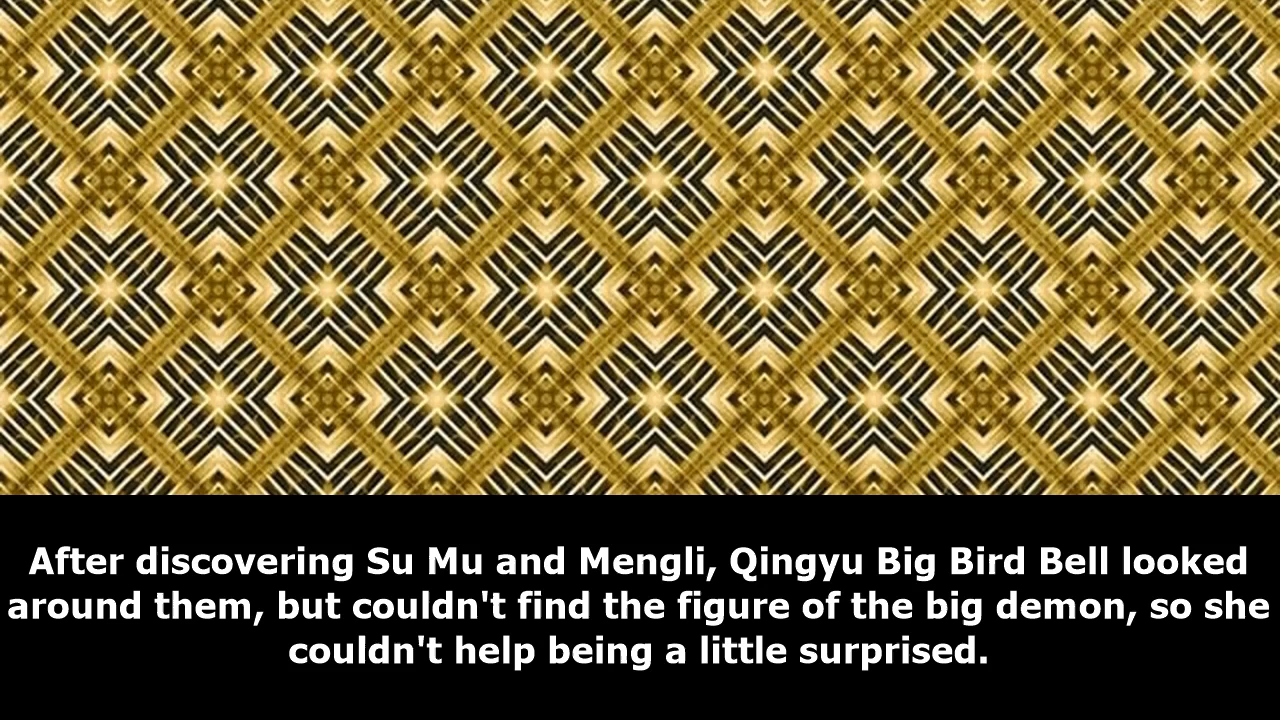 After discovering Su Mu and Mengli, Qingyu Big Bird Bell looked
around them, but couldn't find the figure of the big demon, so she
couldn't help being a little surprised.